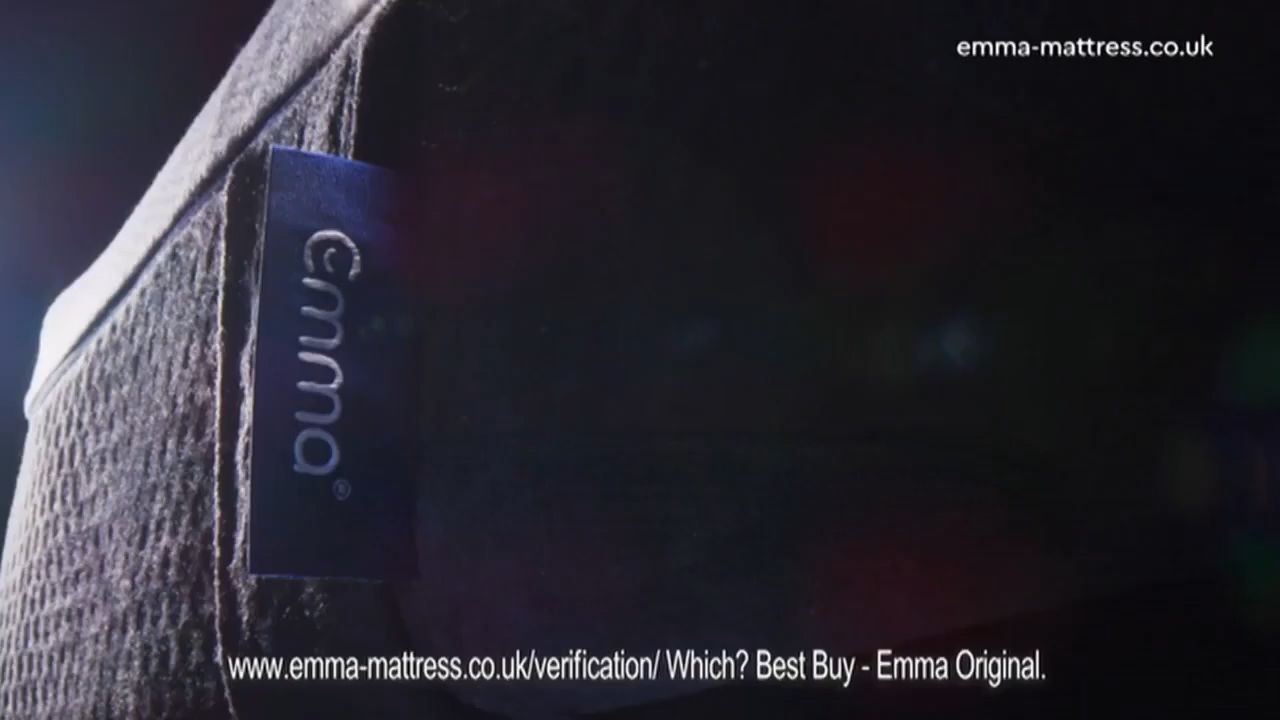 emma-mattress.co.uk
emma®
www.emma-mattress.co.uk/verification/ Which? Best Buy - Emma Original.